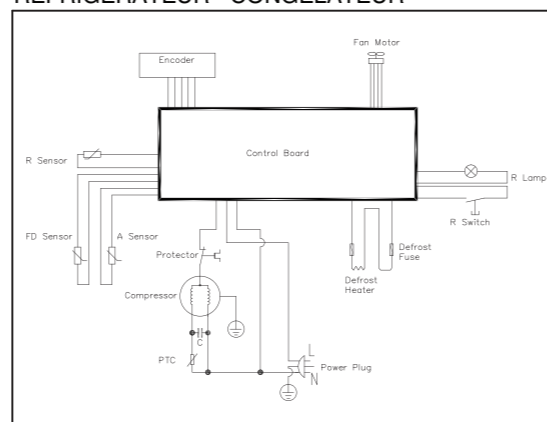 REFRIGERATEUR - CONGELATEUR
Encoder
Fan Motor
Control Board
R Sensor
R Lamp
R Switch
FD Sensor
A Sensor
Protector
Defrost
Fuse
Defrost
Heater
Compressor
C
PTC
L
Power Plug
N